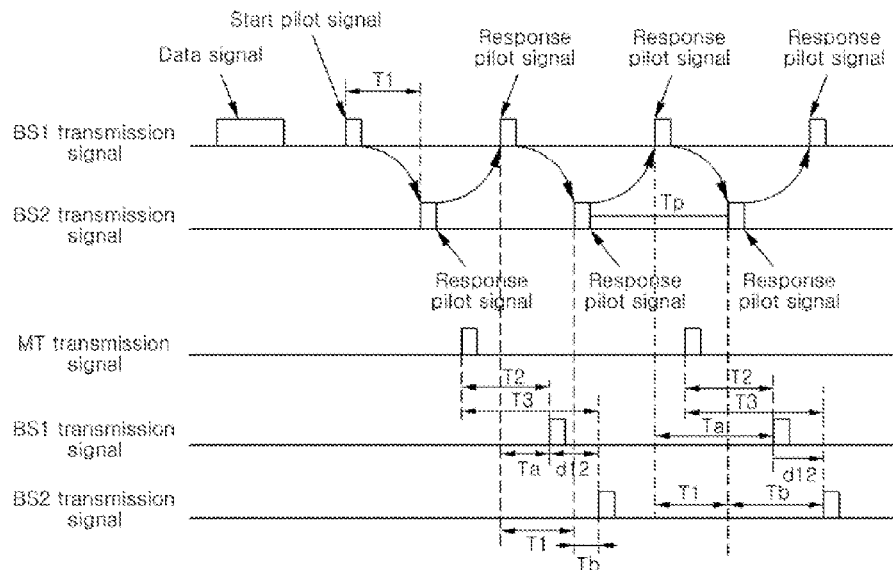 Start pilot signal
Data signal
Response
pilot signal
Response
pilot signal
Response
pilot signal
T1
BS1 transmission
signal
BS2 transmission
signal
Tp
Response
pilot signal
Response
pilot signal
Response
pilot signal
MT transmission
signal
T2
T2
T3
T3
BS1 transmission
signal
Ta
Ta
d12
d12
BS2 transmission
signal
T1
Tb
T1
Tb